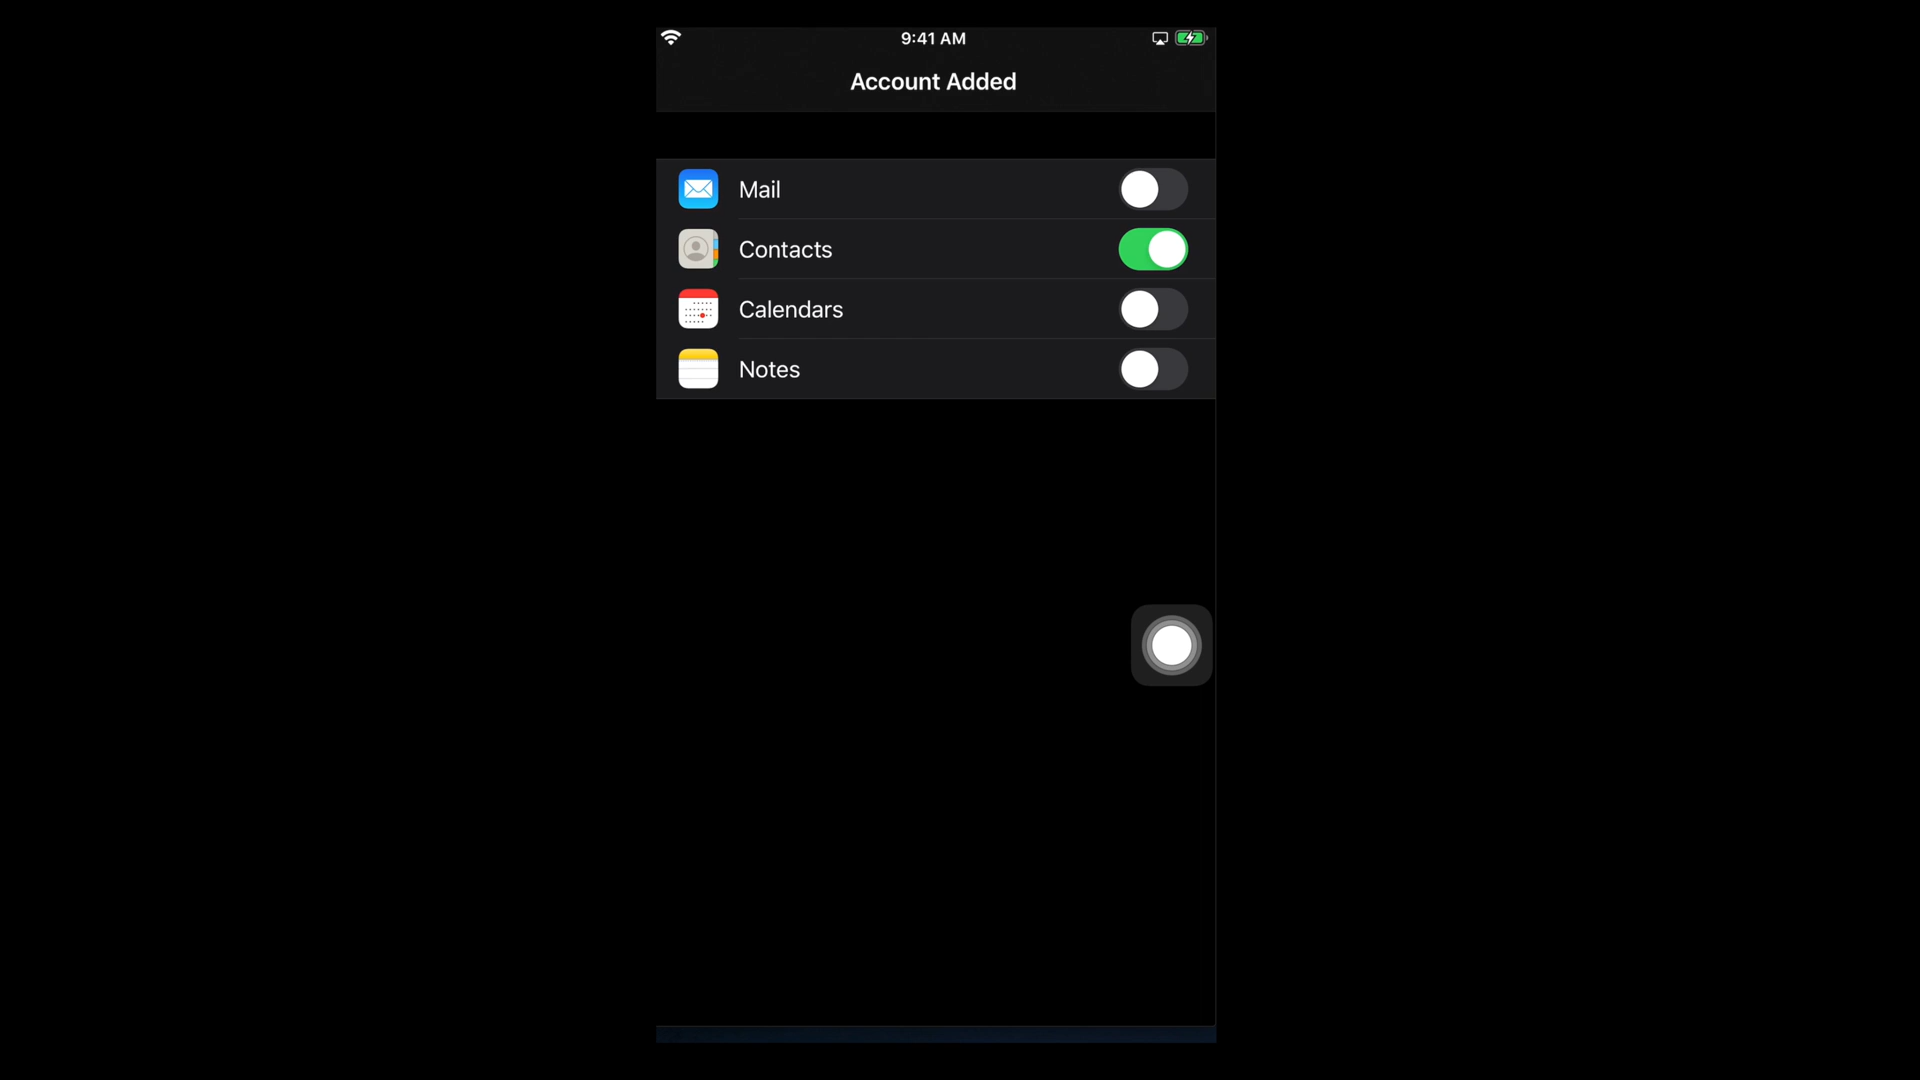 9:41 AM
Account Added
Mail
Contacts
Calendars
Notes